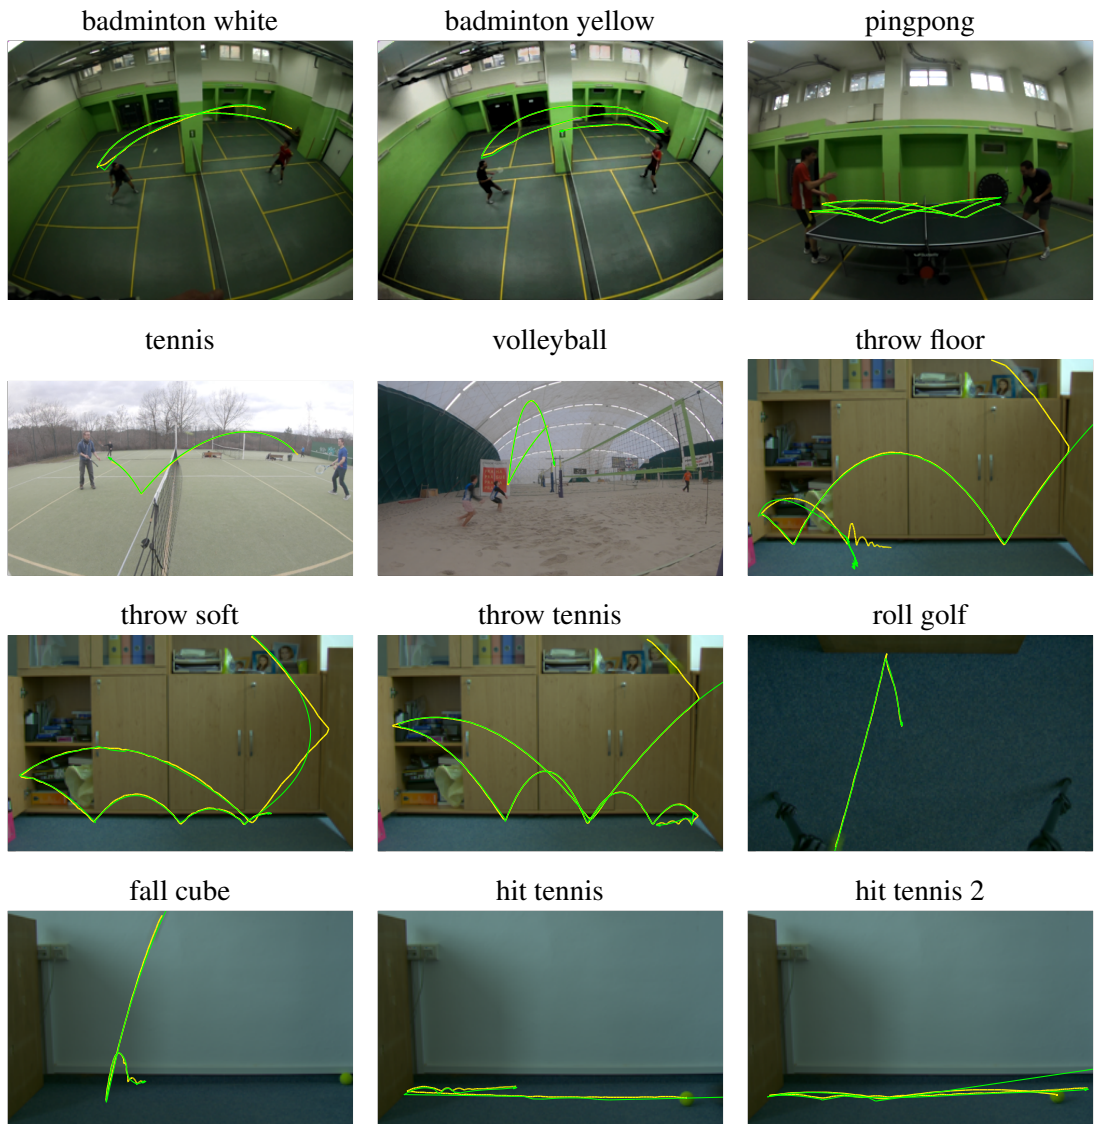 badminton white
badminton yellow
pingpong
tennis
volleyball
throw floor
throw soft
throw tennis
roll golf
fall cube
hit tennis
hit tennis 2